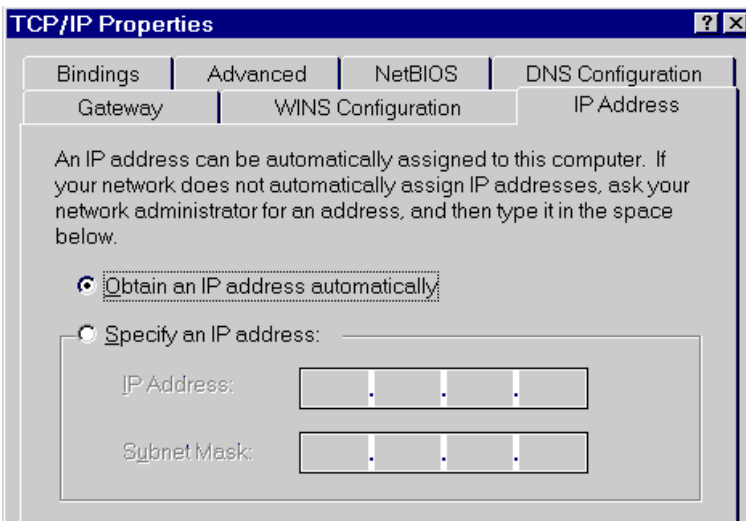 TCP/IP Properties
Bindings Advanced NetBIOS DNS Configuration
Gateway WINS Configuration IP Address
An IP address can be automatically assigned to this computer. If
your network does not automatically assign IP addresses, ask your
network administrator for an address, and then type it in the space
below.
Obtain an IP address automatically
Specify an IP address:
IP Address:
. . .
Subnet Mask:
. . .